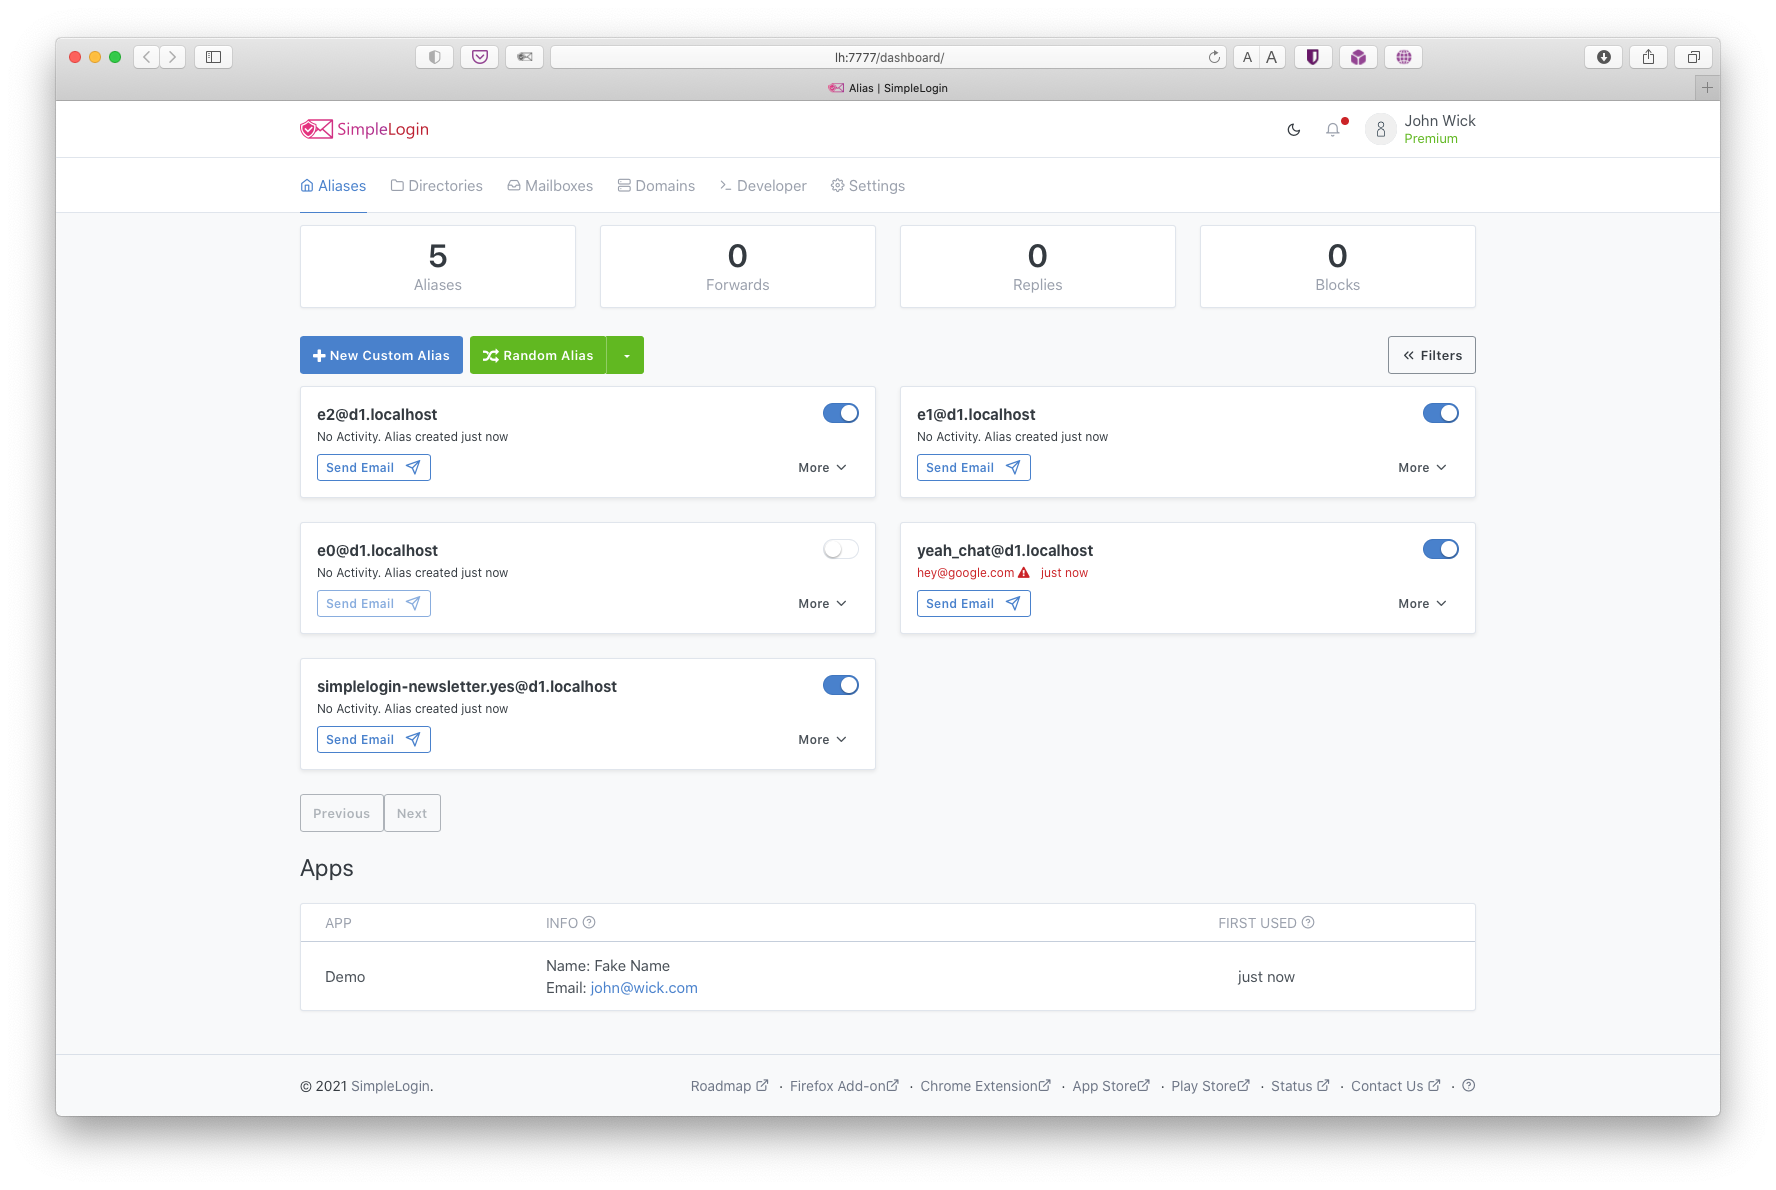 lh:7777/dashboard/
A A
Alias | SimpleLogin
SimpleLogin
John Wick
Premium
Aliases Directories Mailboxes Domains Developer Settings
5
Aliases
0
Forwards
0
Replies
0
Blocks
New Custom Alias
Random Alias
Filters
e2@d1.localhost
No Activity. Alias created just now
Send Email
More
e1@d1.localhost
No Activity. Alias created just now
Send Email
More
e0@d1.localhost
No Activity. Alias created just now
Send Email
More
yeah_chat@d1.localhost
hey@google.com just now
Send Email
More
simplelogin-newsletter.yes@d1.localhost
No Activity. Alias created just now
Send Email
More
Previous Next
Apps
APP INFO FIRST USED
Demo
Name: Fake Name
Email: john@wick.com
just now
© 2021 SimpleLogin.
Roadmap · Firefox Add-on · Chrome Extension · App Store · Play Store · Status · Contact Us ·